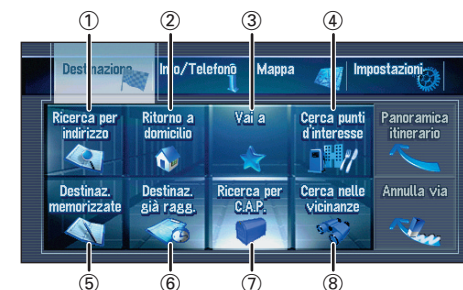 ① ② ③ ④
Destinazione Info/Telefono Mappa Impostazioni
Ricerca per indirizzo
Ritorno a domicilio
Vai a
Cerca punti d'interesse
Panoramica itinerario
Destinaz. memorizzate
Destinaz. già ragg.
Ricerca per C.A.P.
Cerca nelle vicinanze
Annulla via
⑤ ⑥ ⑦ ⑧